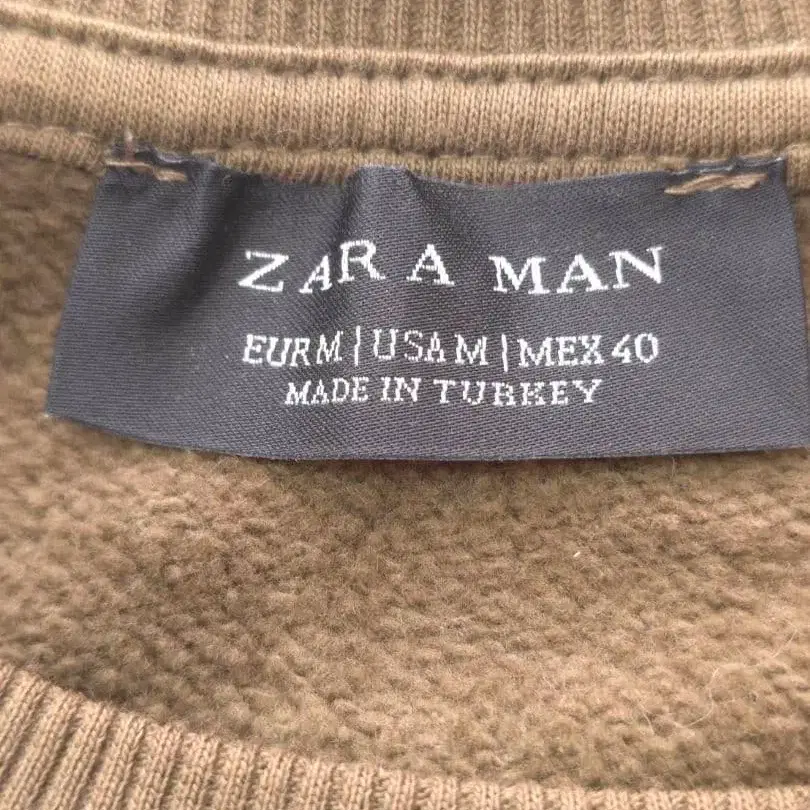 ZARA MAN
EUR M | USA M | MEX 40
MADE IN TURKEY